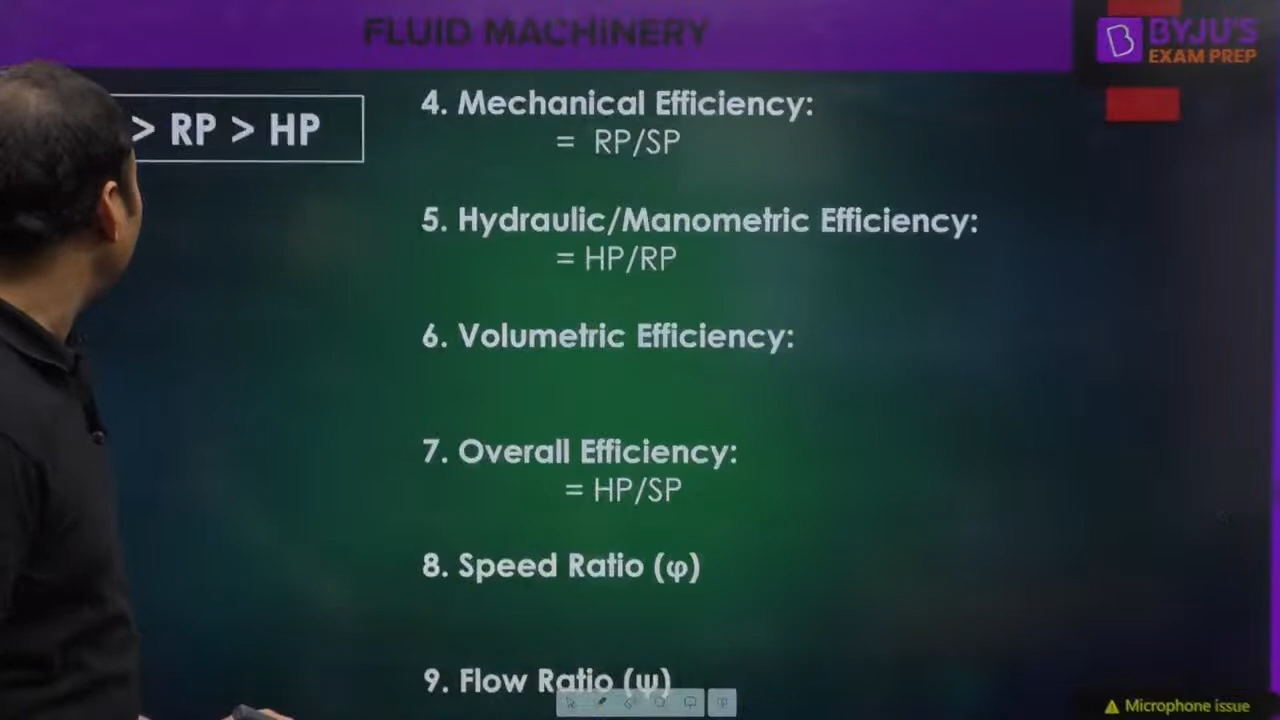 FLUID MACHINERY
BYJU'S
EXAM PREP
> RP > HP
4. Mechanical Efficiency:
= RP/SP
5. Hydraulic/Manometric Efficiency:
= HP/RP
6. Volumetric Efficiency:
7. Overall Efficiency:
= HP/SP
8. Speed Ratio (φ)
9. Flow Ratio (ψ)
Microphone issue